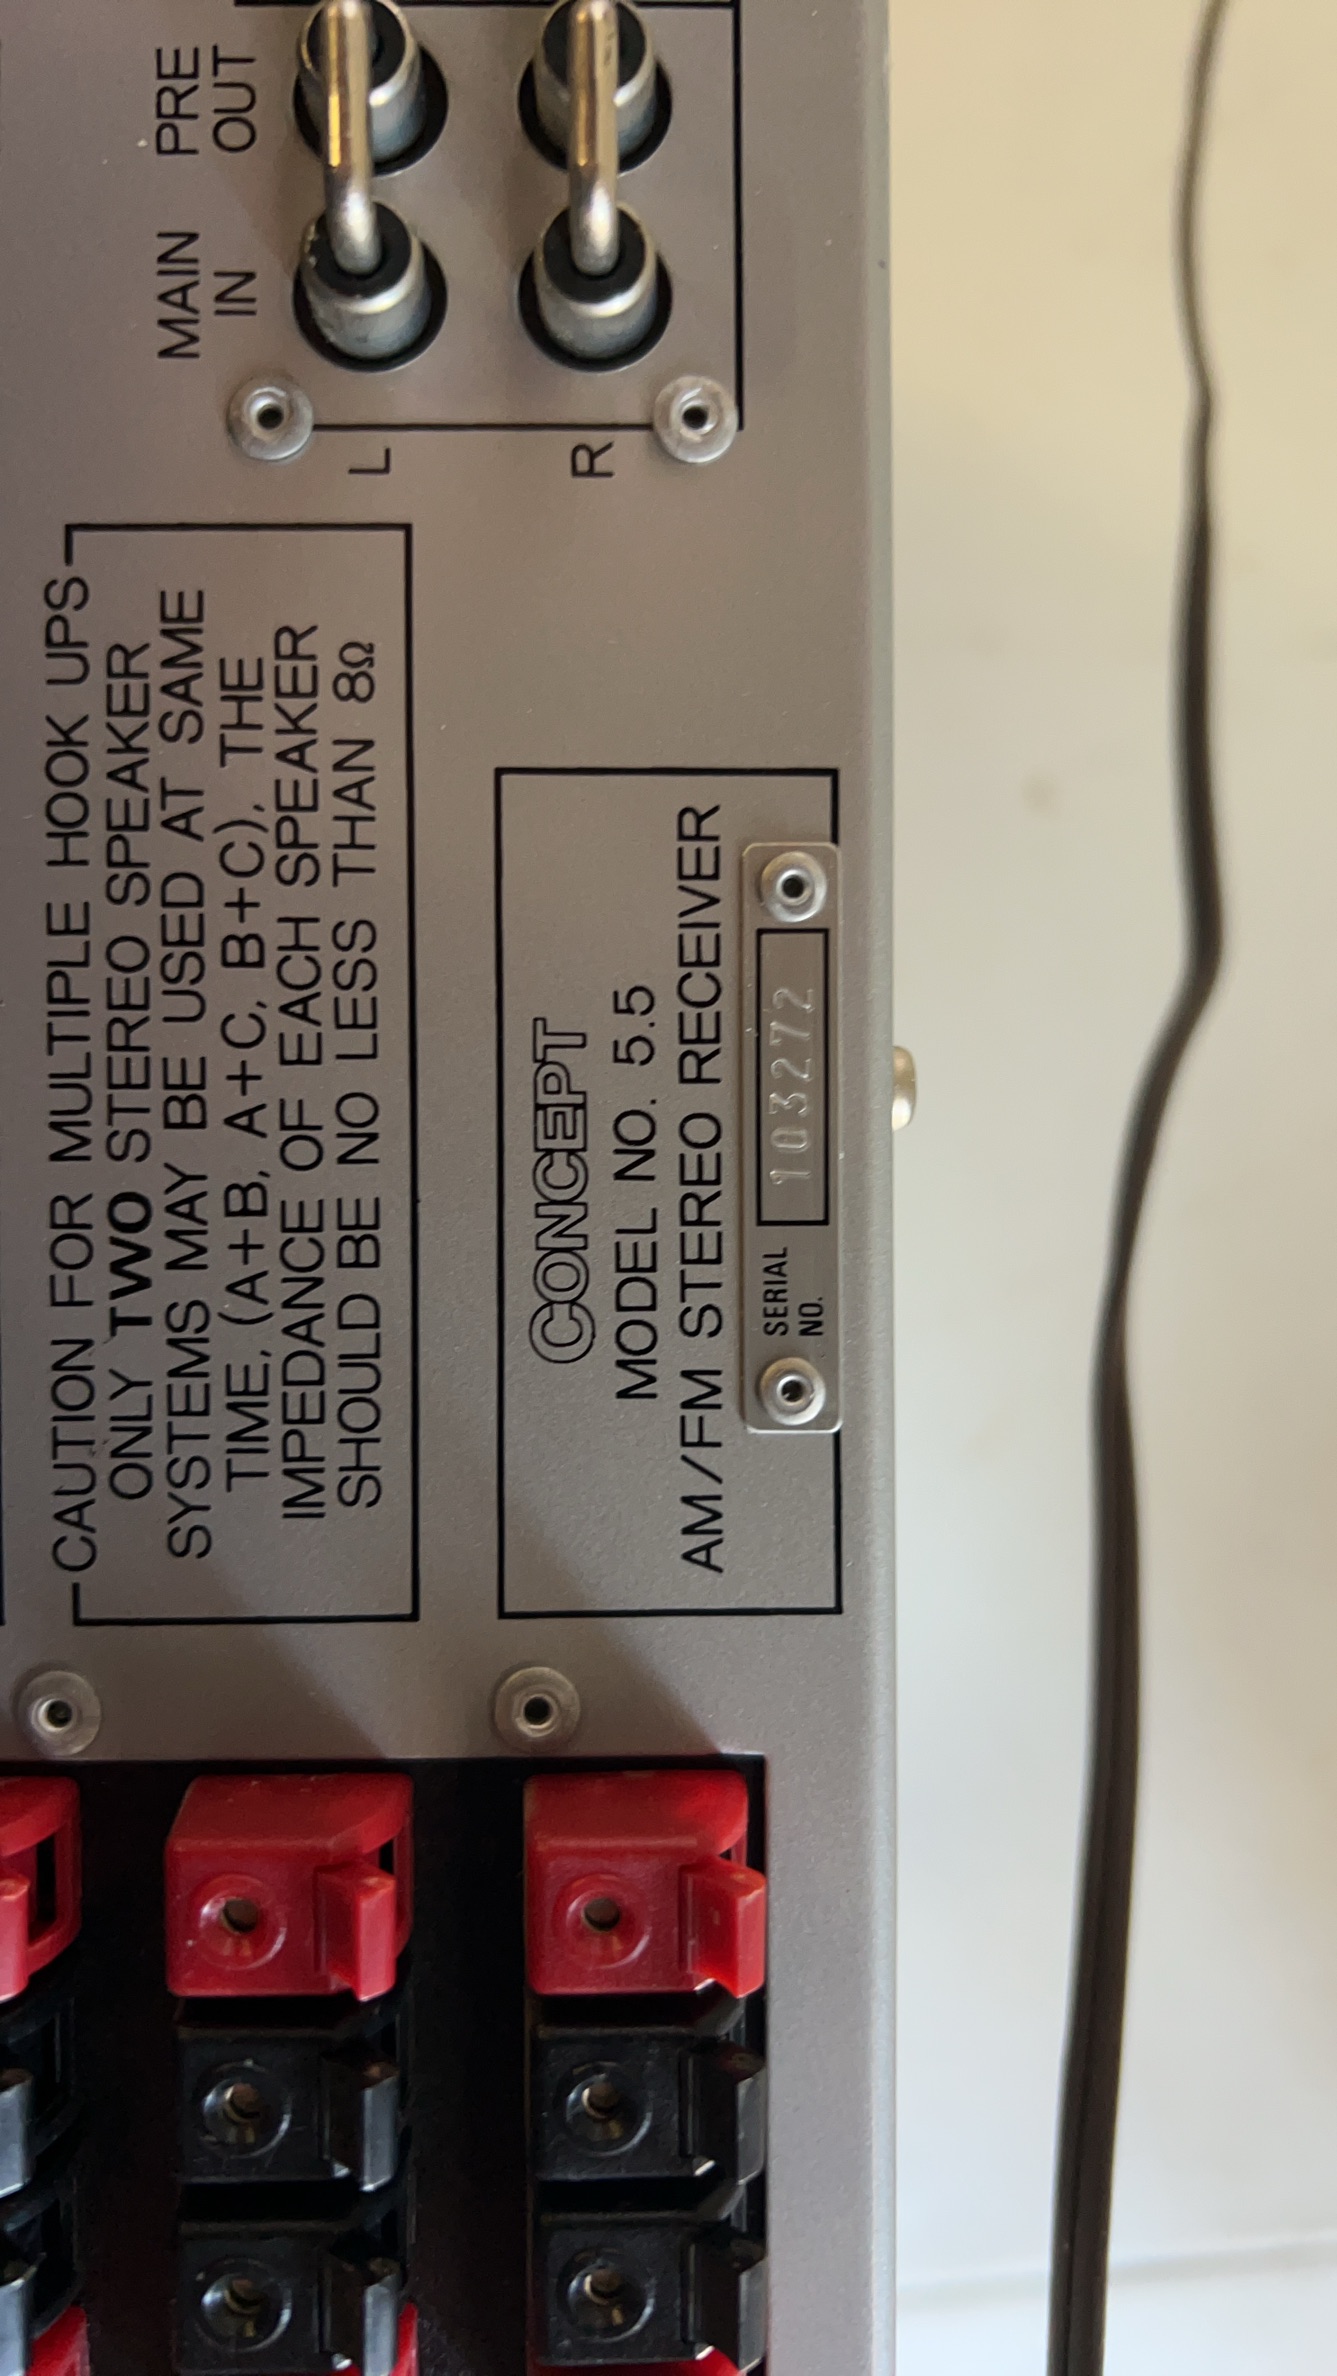 PRE
OUT
MAIN
IN
L
R
CAUTION FOR MULTIPLE HOOK UPS
ONLY TWO STEREO SPEAKER
SYSTEMS MAY BE USED AT SAME
TIME, (A+B, A+C, B+C), THE
IMPEDANCE OF EACH SPEAKER
SHOULD BE NO LESS THAN 8Ω
CONCEPT
MODEL NO. 5.5
AM/FM STEREO RECEIVER
SERIAL
NO.
103272